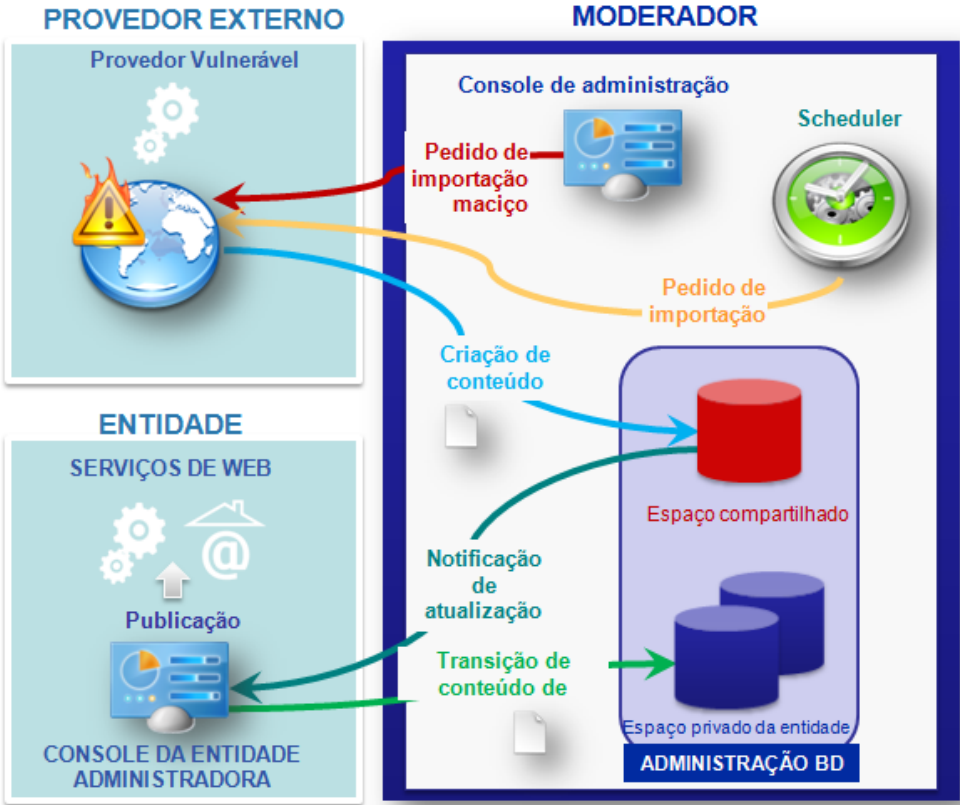 PROVEDOR EXTERNO
Provedor Vulnerável
MODERADOR
Console de administração
Scheduler
Pedido de
importação
maciço
Pedido de
importação
Criação de
conteúdo
Espaço compartilhado
ENTIDADE
SERVIÇOS DE WEB
@
Publicação
CONSOLE DA ENTIDADE
ADMINISTRADORA
Notificação
de
atualização
Transição de
conteúdo de
Espaço privado da entidade
ADMINISTRAÇÃO BD